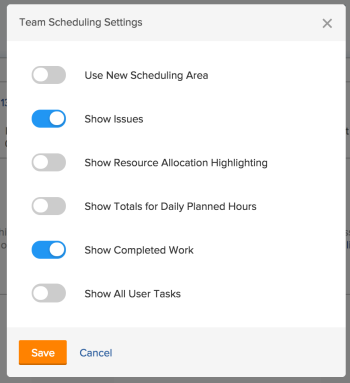 Team Scheduling Settings
Use New Scheduling Area
Show Issues
Show Resource Allocation Highlighting
Show Totals for Daily Planned Hours
Show Completed Work
Show All User Tasks
Save
Cancel